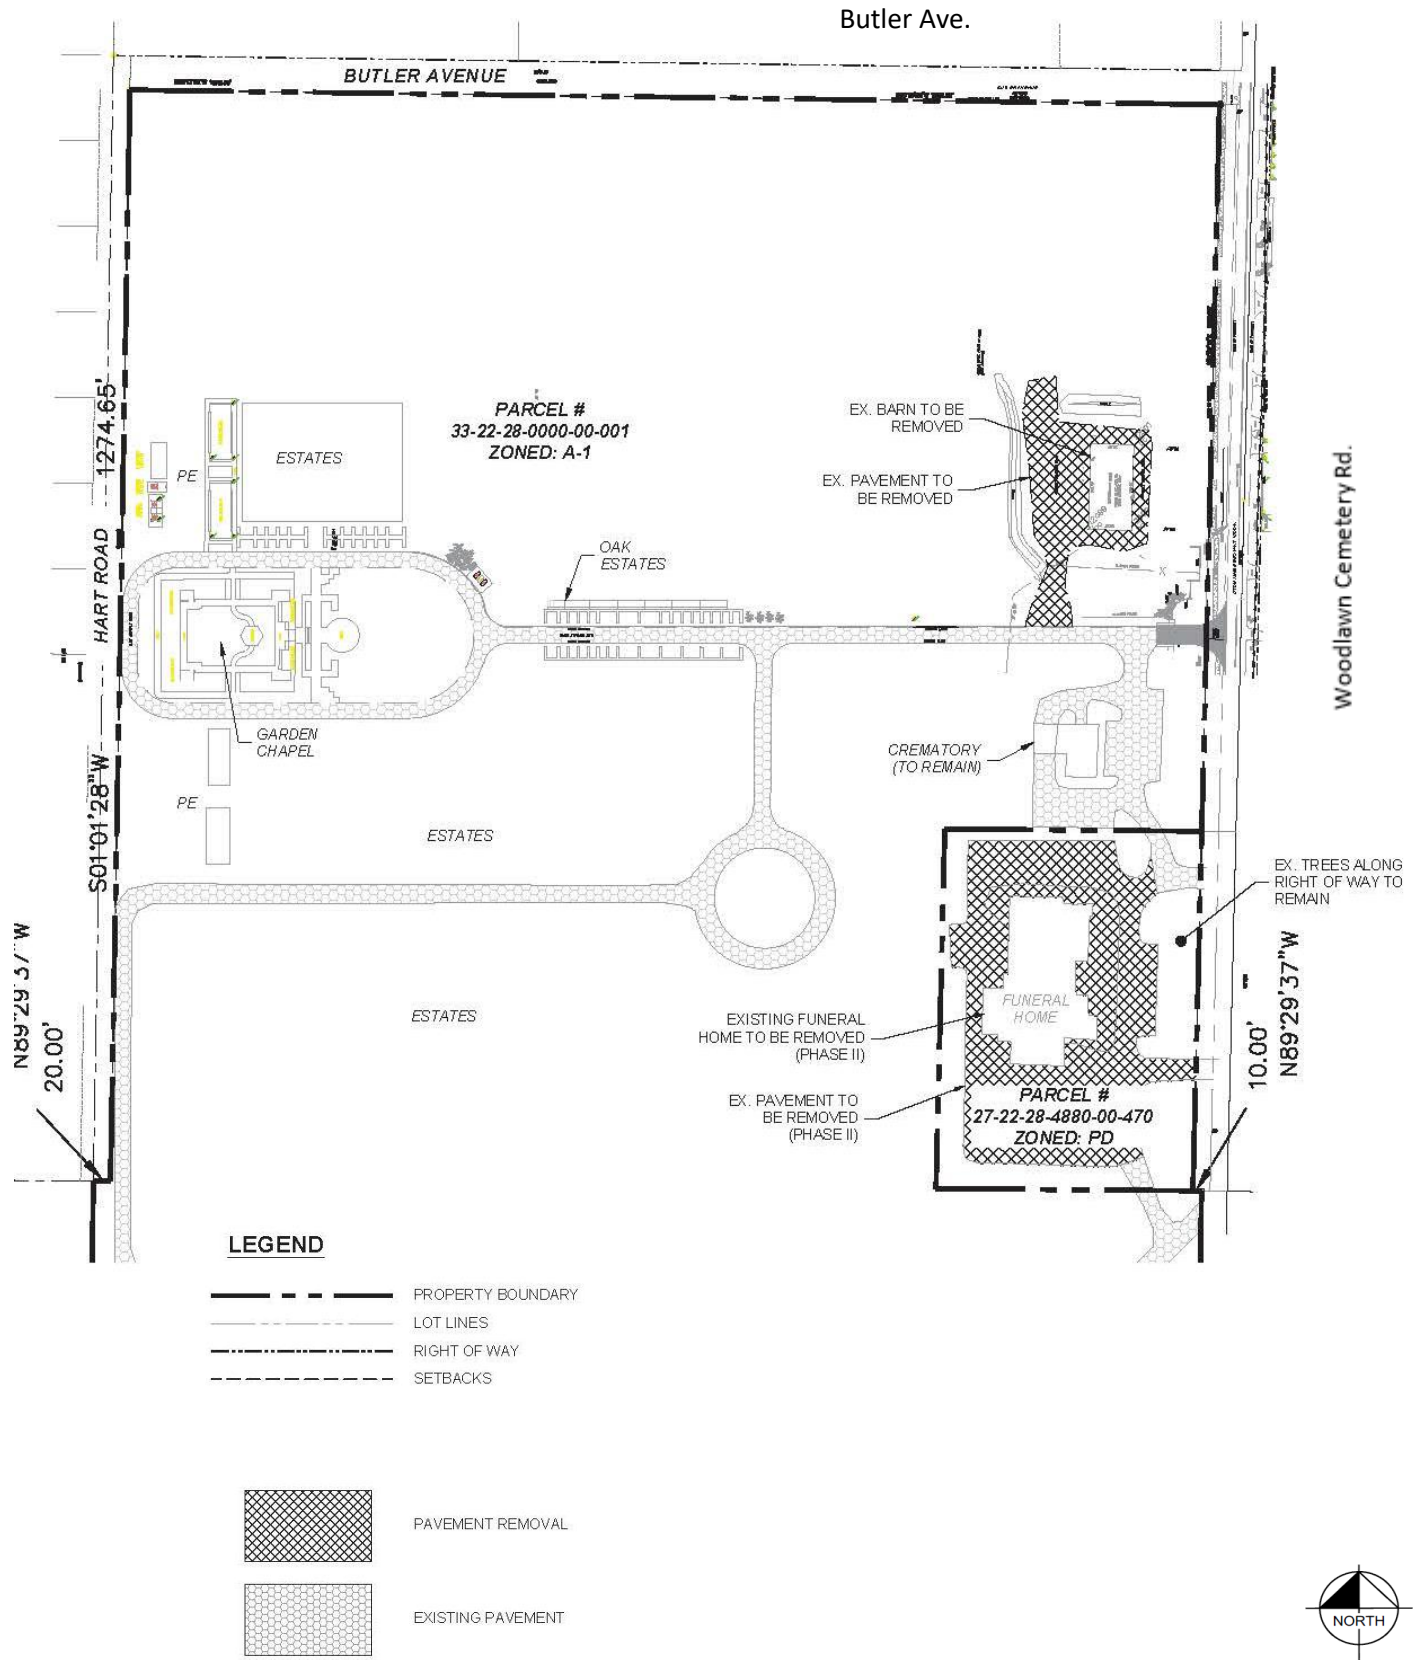 Butler Ave.
BUTLER AVENUE
1274.65'
HART ROAD
S01°01'28"W
PARCEL #
33-22-28-0000-00-001
ZONED: A-1
ESTATES
PE
EX. BARN TO BE
REMOVED
EX. PAVEMENT TO
BE REMOVED
Woodlawn Cemetery Rd.
OAK
ESTATES
GARDEN
CHAPEL
CREMATORY
(TO REMAIN)
PE
ESTATES
EX. TREES ALONG
RIGHT OF WAY TO
REMAIN
N89°29'37"W
20.00'
ESTATES
FUNERAL
HOME
EXISTING FUNERAL
HOME TO BE REMOVED
(PHASE II)
10.00'
N89°29'37"W
EX. PAVEMENT TO
BE REMOVED
(PHASE II)
PARCEL #
27-22-28-4880-00-470
ZONED: PD
LEGEND
PROPERTY BOUNDARY
LOT LINES
RIGHT OF WAY
SETBACKS
PAVEMENT REMOVAL
EXISTING PAVEMENT
NORTH